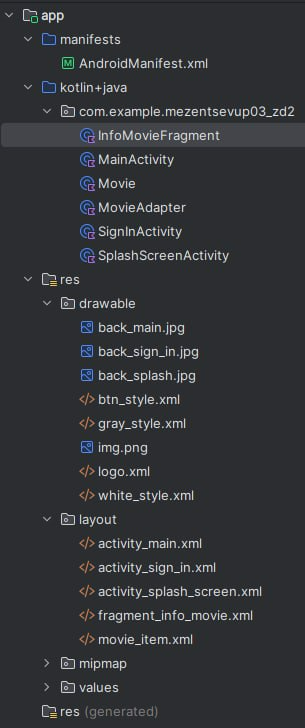 app
manifests
AndroidManifest.xml
kotlin+java
com.example.mezentsevup03_zd2
InfoMovieFragment
MainActivity
Movie
MovieAdapter
SignInActivity
SplashScreenActivity
res
drawable
back_main.jpg
back_sign_in.jpg
back_splash.jpg
btn_style.xml
gray_style.xml
img.png
logo.xml
white_style.xml
layout
activity_main.xml
activity_sign_in.xml
activity_splash_screen.xml
fragment_info_movie.xml
movie_item.xml
mipmap
values
res (generated)